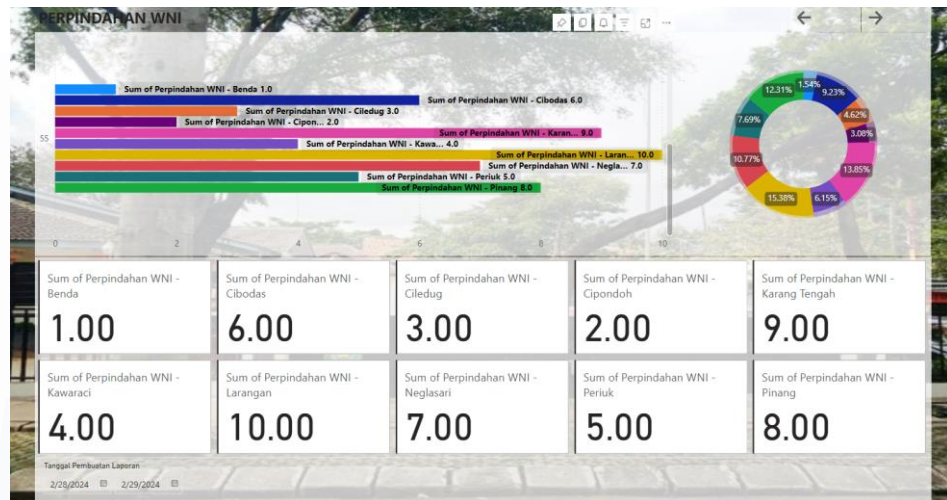 PERPINDAHAN WNI
Sum of Perpindahan WNI - Benda 1.0
Sum of Perpindahan WNI - Cibodas 6.0
Sum of Perpindahan WNI - Ciledug 3.0
Sum of Perpindahan WNI - Cipon... 2.0
Sum of Perpindahan WNI - Karan... 9.0
55
Sum of Perpindahan WNI - Kawa... 4.0
Sum of Perpindahan WNI - Laran... 10.0
Sum of Perpindahan WNI - Negla... 7.0
Sum of Perpindahan WNI - Periuk 5.0
Sum of Perpindahan WNI - Pinang 8.0
0 2 4 6 8 10
12.31% 1.54% 9.23%
7.69% 4.62%
3.08%
10.77% 13.85%
15.38% 6.15%
Sum of Perpindahan WNI - Benda
1.00
Sum of Perpindahan WNI - Cibodas
6.00
Sum of Perpindahan WNI - Ciledug
3.00
Sum of Perpindahan WNI - Cipondoh
2.00
Sum of Perpindahan WNI - Karang Tengah
9.00
Sum of Perpindahan WNI - Kawaraci
4.00
Sum of Perpindahan WNI - Larangan
10.00
Sum of Perpindahan WNI - Neglasari
7.00
Sum of Perpindahan WNI - Periuk
5.00
Sum of Perpindahan WNI - Pinang
8.00
Tanggal Pembuatan Laporan
2/28/2024 2/29/2024